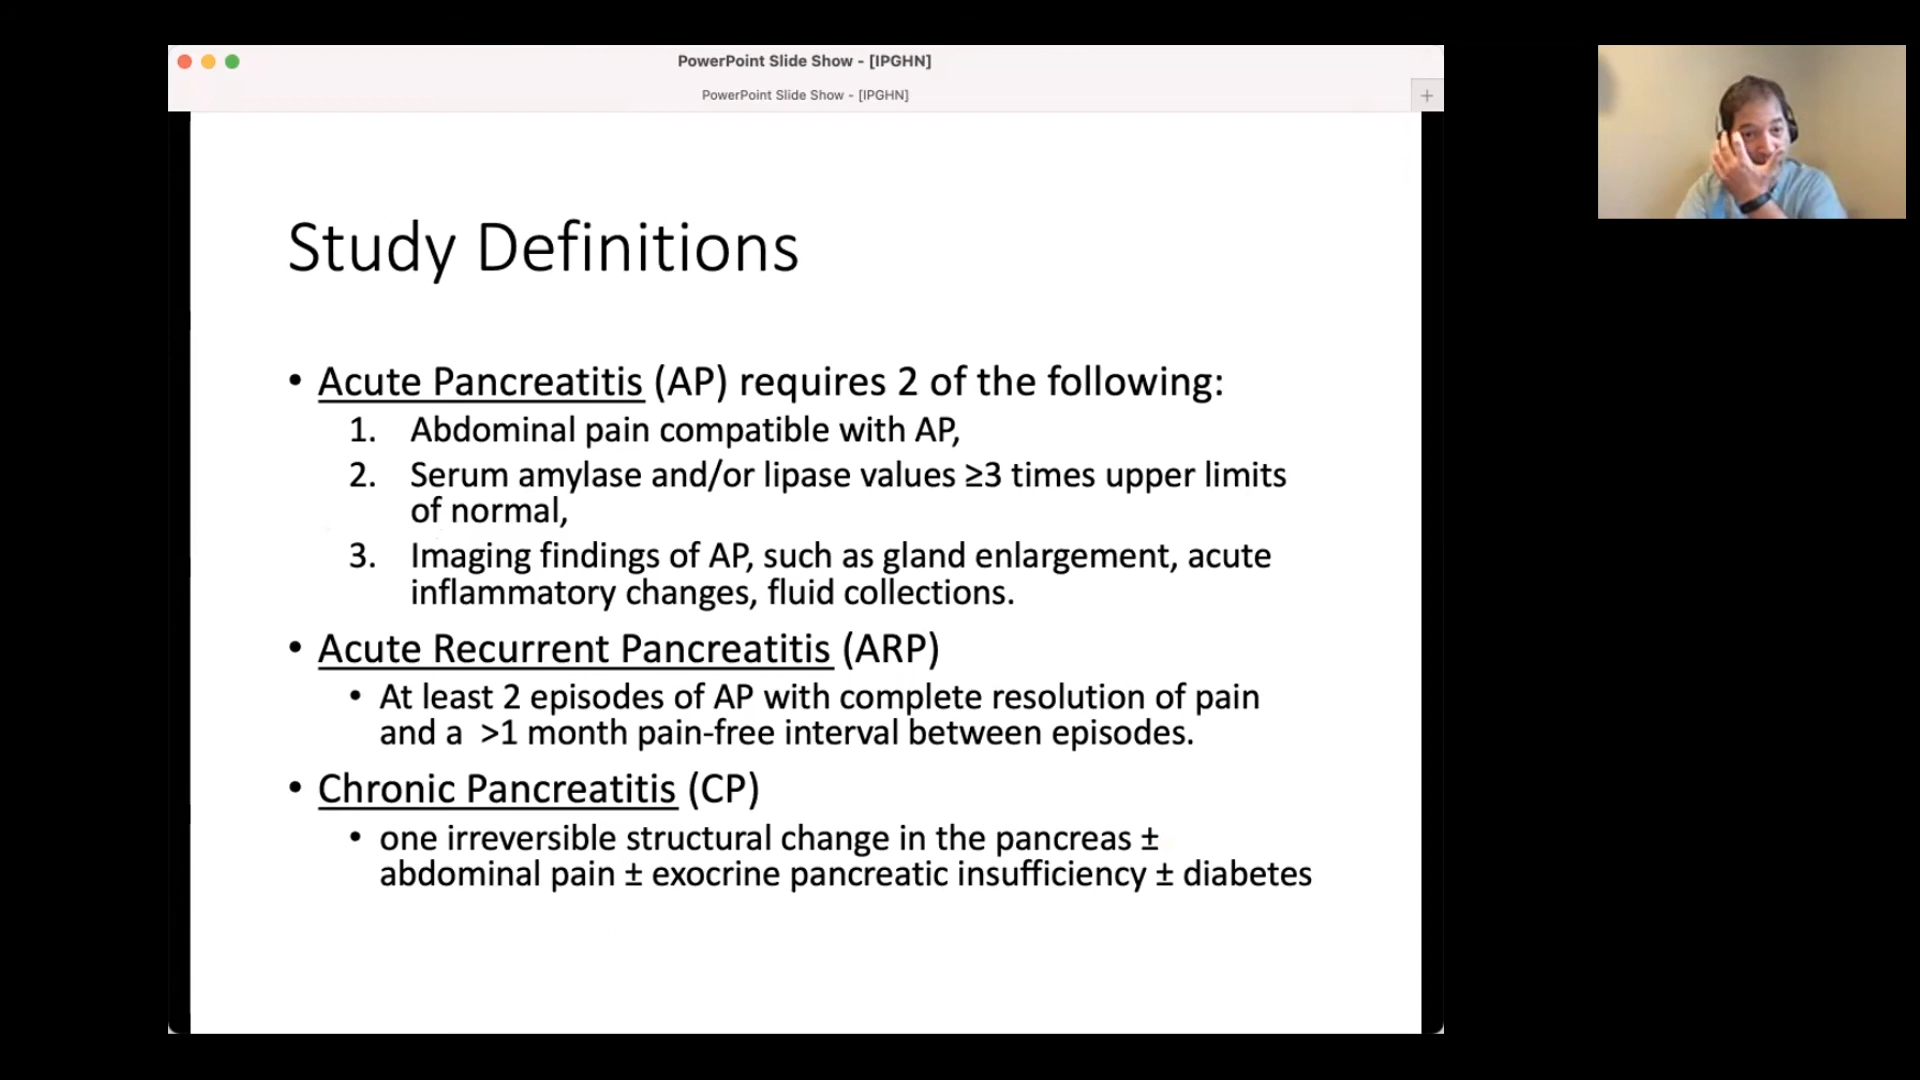 PowerPoint Slide Show - [IPGHN]
PowerPoint Slide Show - [IPGHN]
Study Definitions
• Acute Pancreatitis (AP) requires 2 of the following:
1. Abdominal pain compatible with AP,
2. Serum amylase and/or lipase values ≥3 times upper limits
of normal,
3. Imaging findings of AP, such as gland enlargement, acute
inflammatory changes, fluid collections.
• Acute Recurrent Pancreatitis (ARP)
• At least 2 episodes of AP with complete resolution of pain
and a >1 month pain-free interval between episodes.
• Chronic Pancreatitis (CP)
• one irreversible structural change in the pancreas ±
abdominal pain ± exocrine pancreatic insufficiency ± diabetes